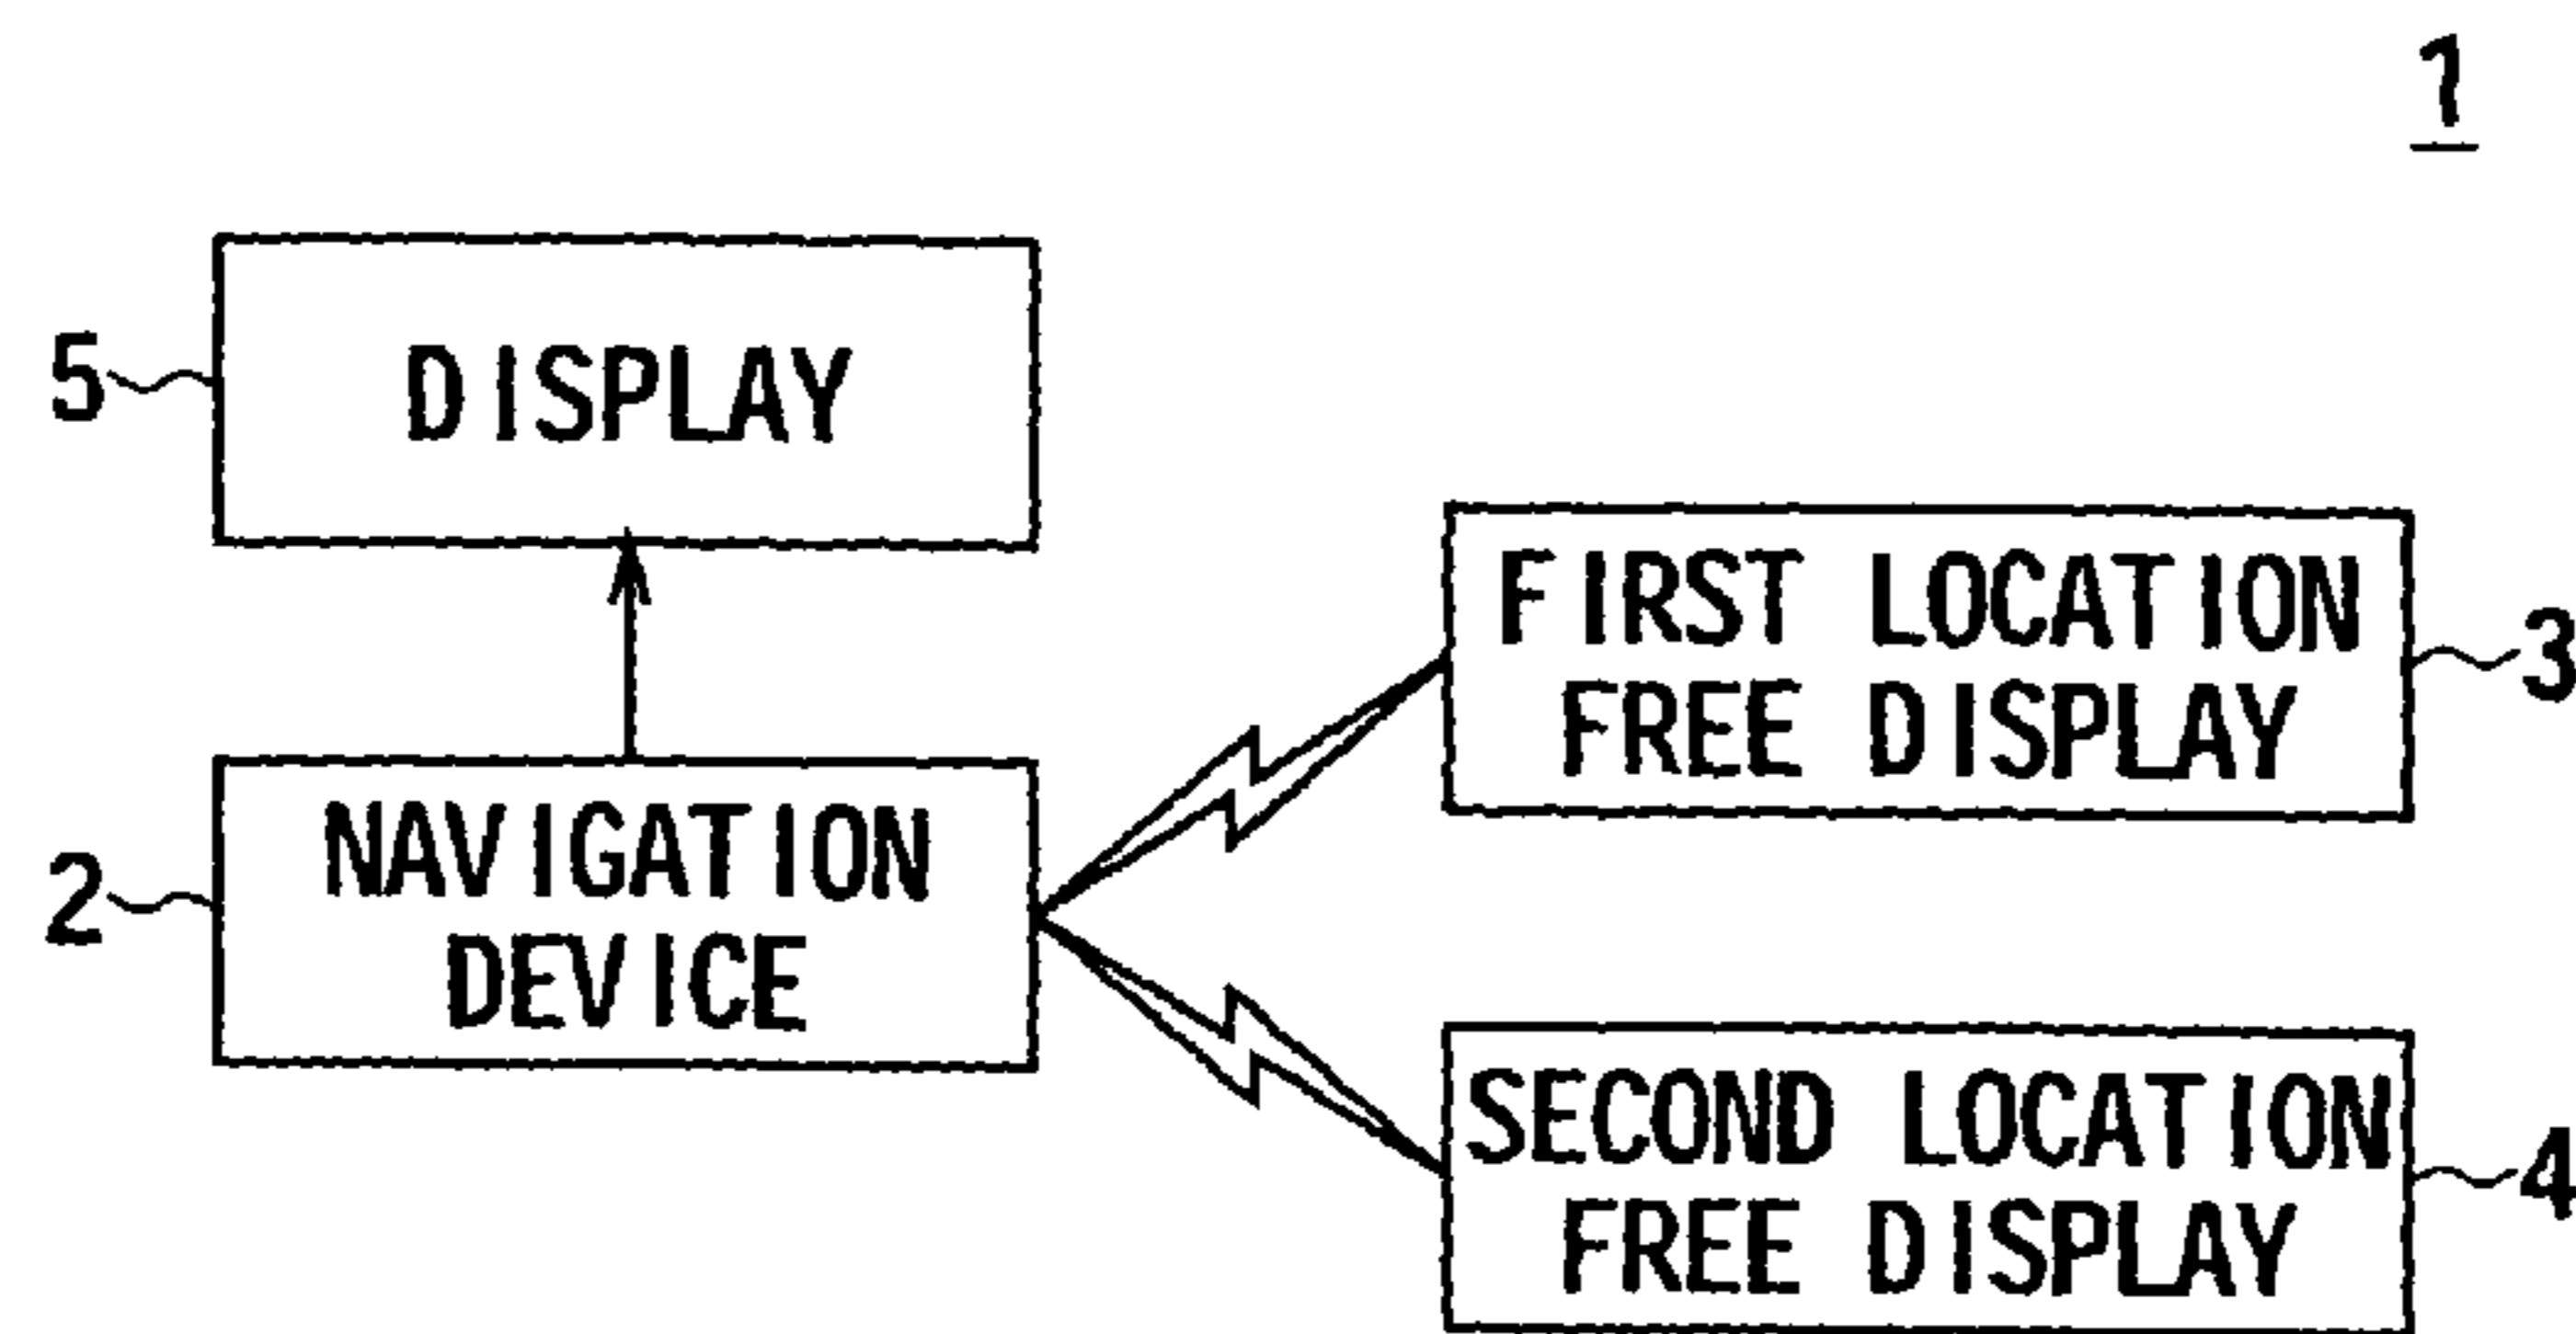 1
5
DISPLAY
FIRST LOCATION
FREE DISPLAY
3
2
NAVIGATION
DEVICE
SECOND LOCATION
FREE DISPLAY
4